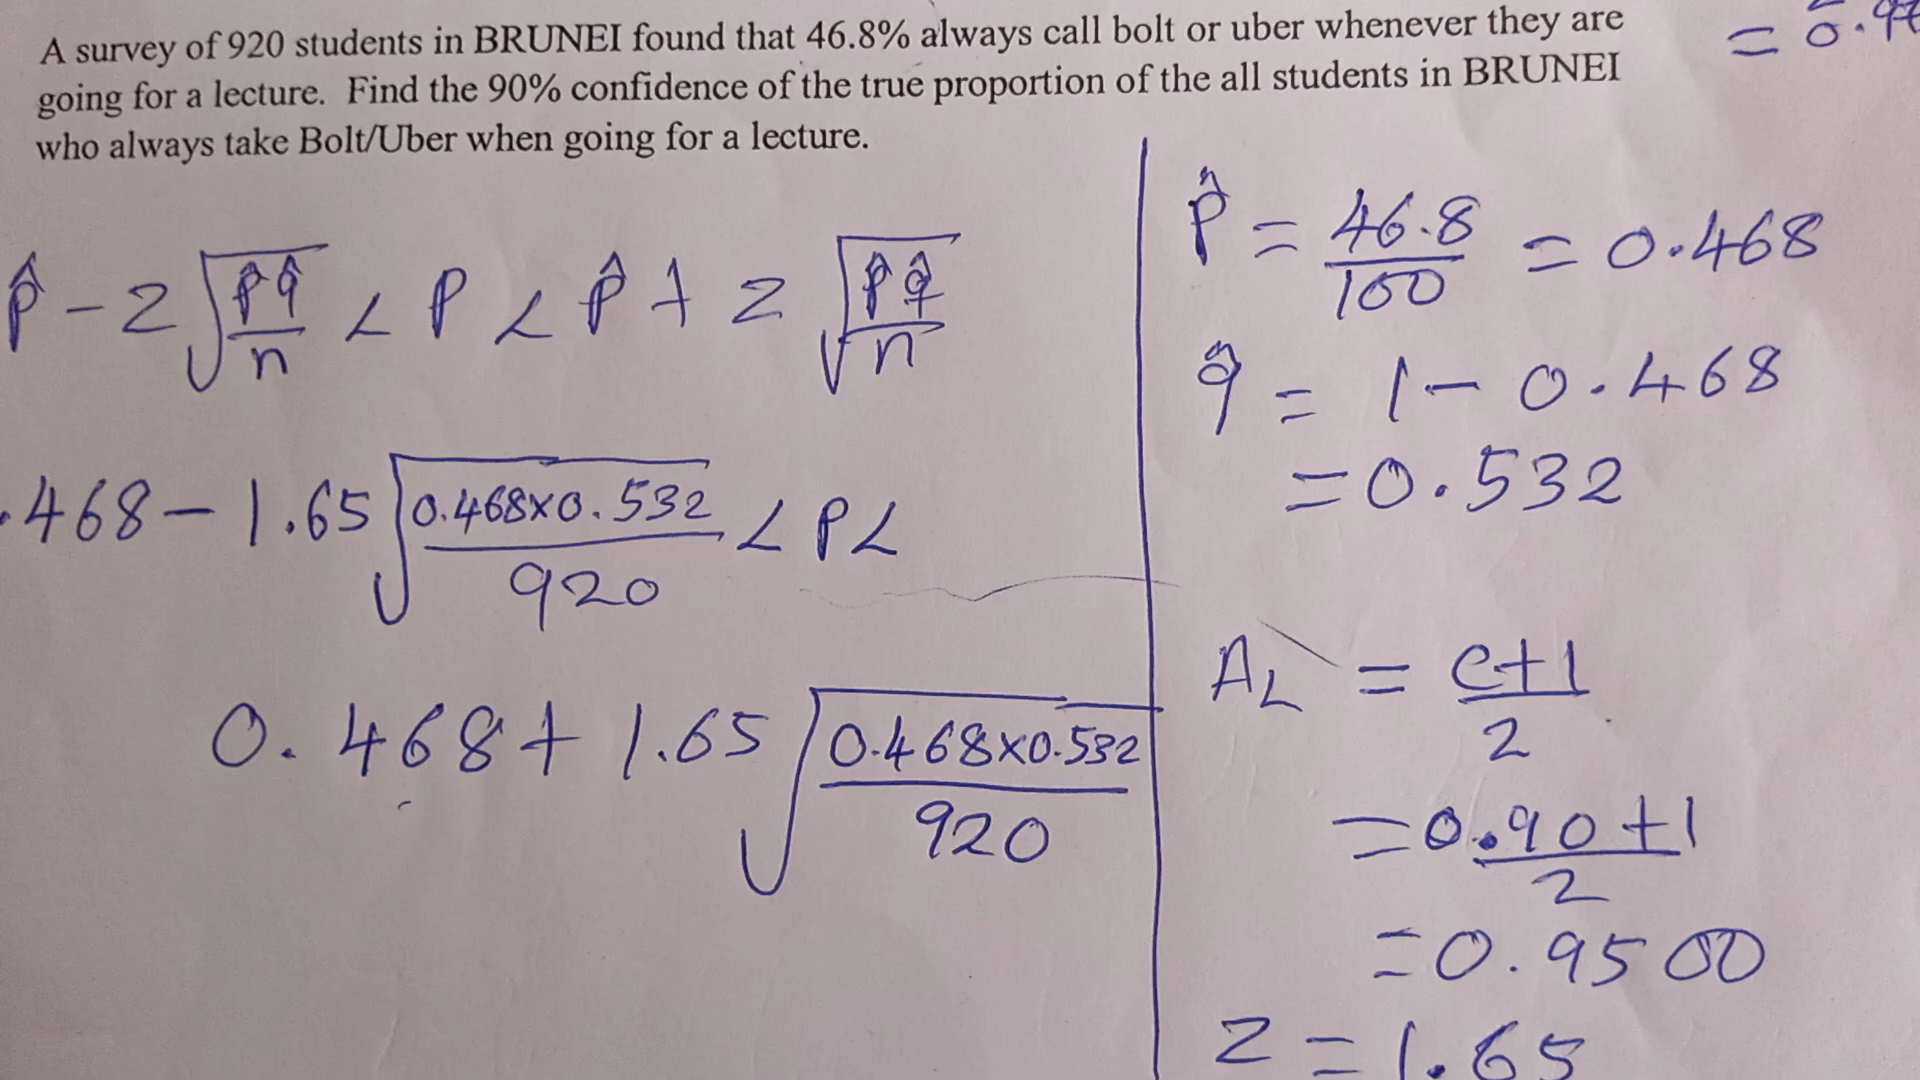 A survey of 920 students in BRUNEI found that 46.8% always call bolt or uber whenever they are
going for a lecture. Find the 90% confidence of the true proportion of the all students in BRUNEI
who always take Bolt/Uber when going for a lecture.
p̂ - z√(p̂q̂/n) < P < p̂ + z√(p̂q̂/n)
.468 - 1.65√(0.468×0.532/920) < P <
0.468 + 1.65√(0.468×0.532/920)
p̂ = 46.8/100 = 0.468
q̂ = 1 - 0.468
= 0.532
A_L = c+1/2
= 0.90+1/2
= 0.9500
z = 1.65